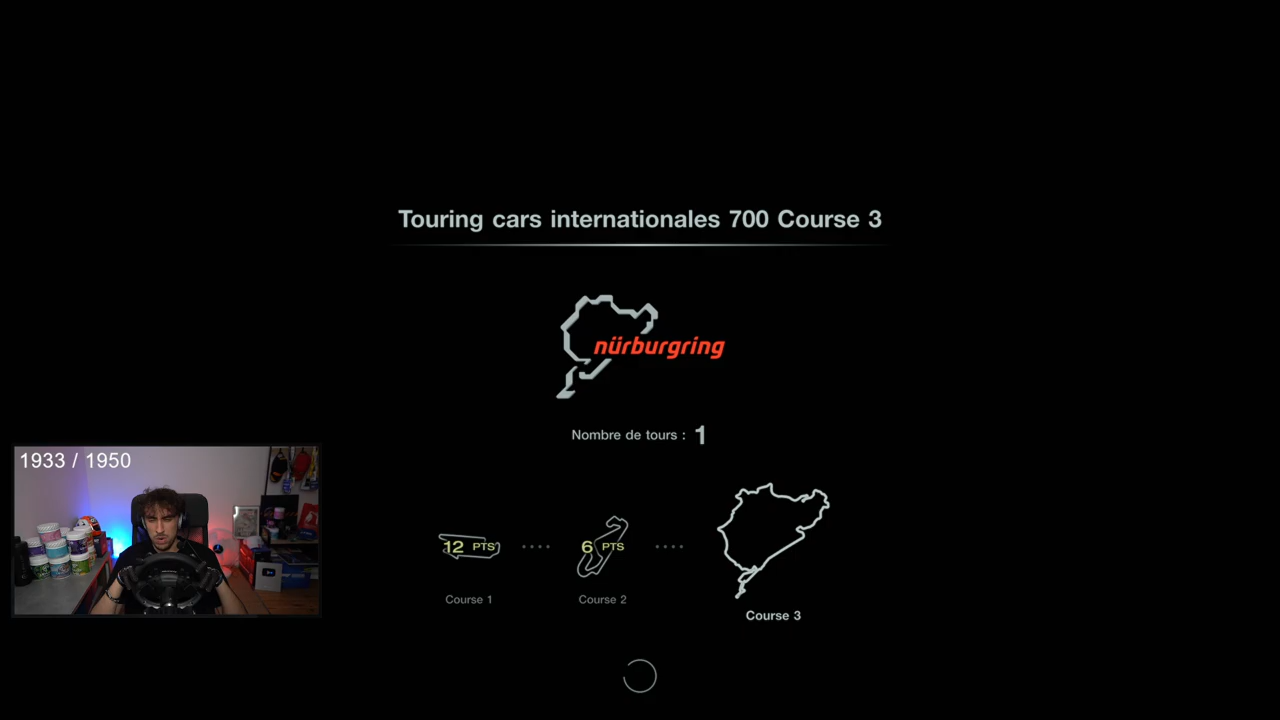 Touring cars internationales 700 Course 3
nürburgring
Nombre de tours : 1
1933 / 1950
12 PTS
6 PTS
Course 1
Course 2
Course 3